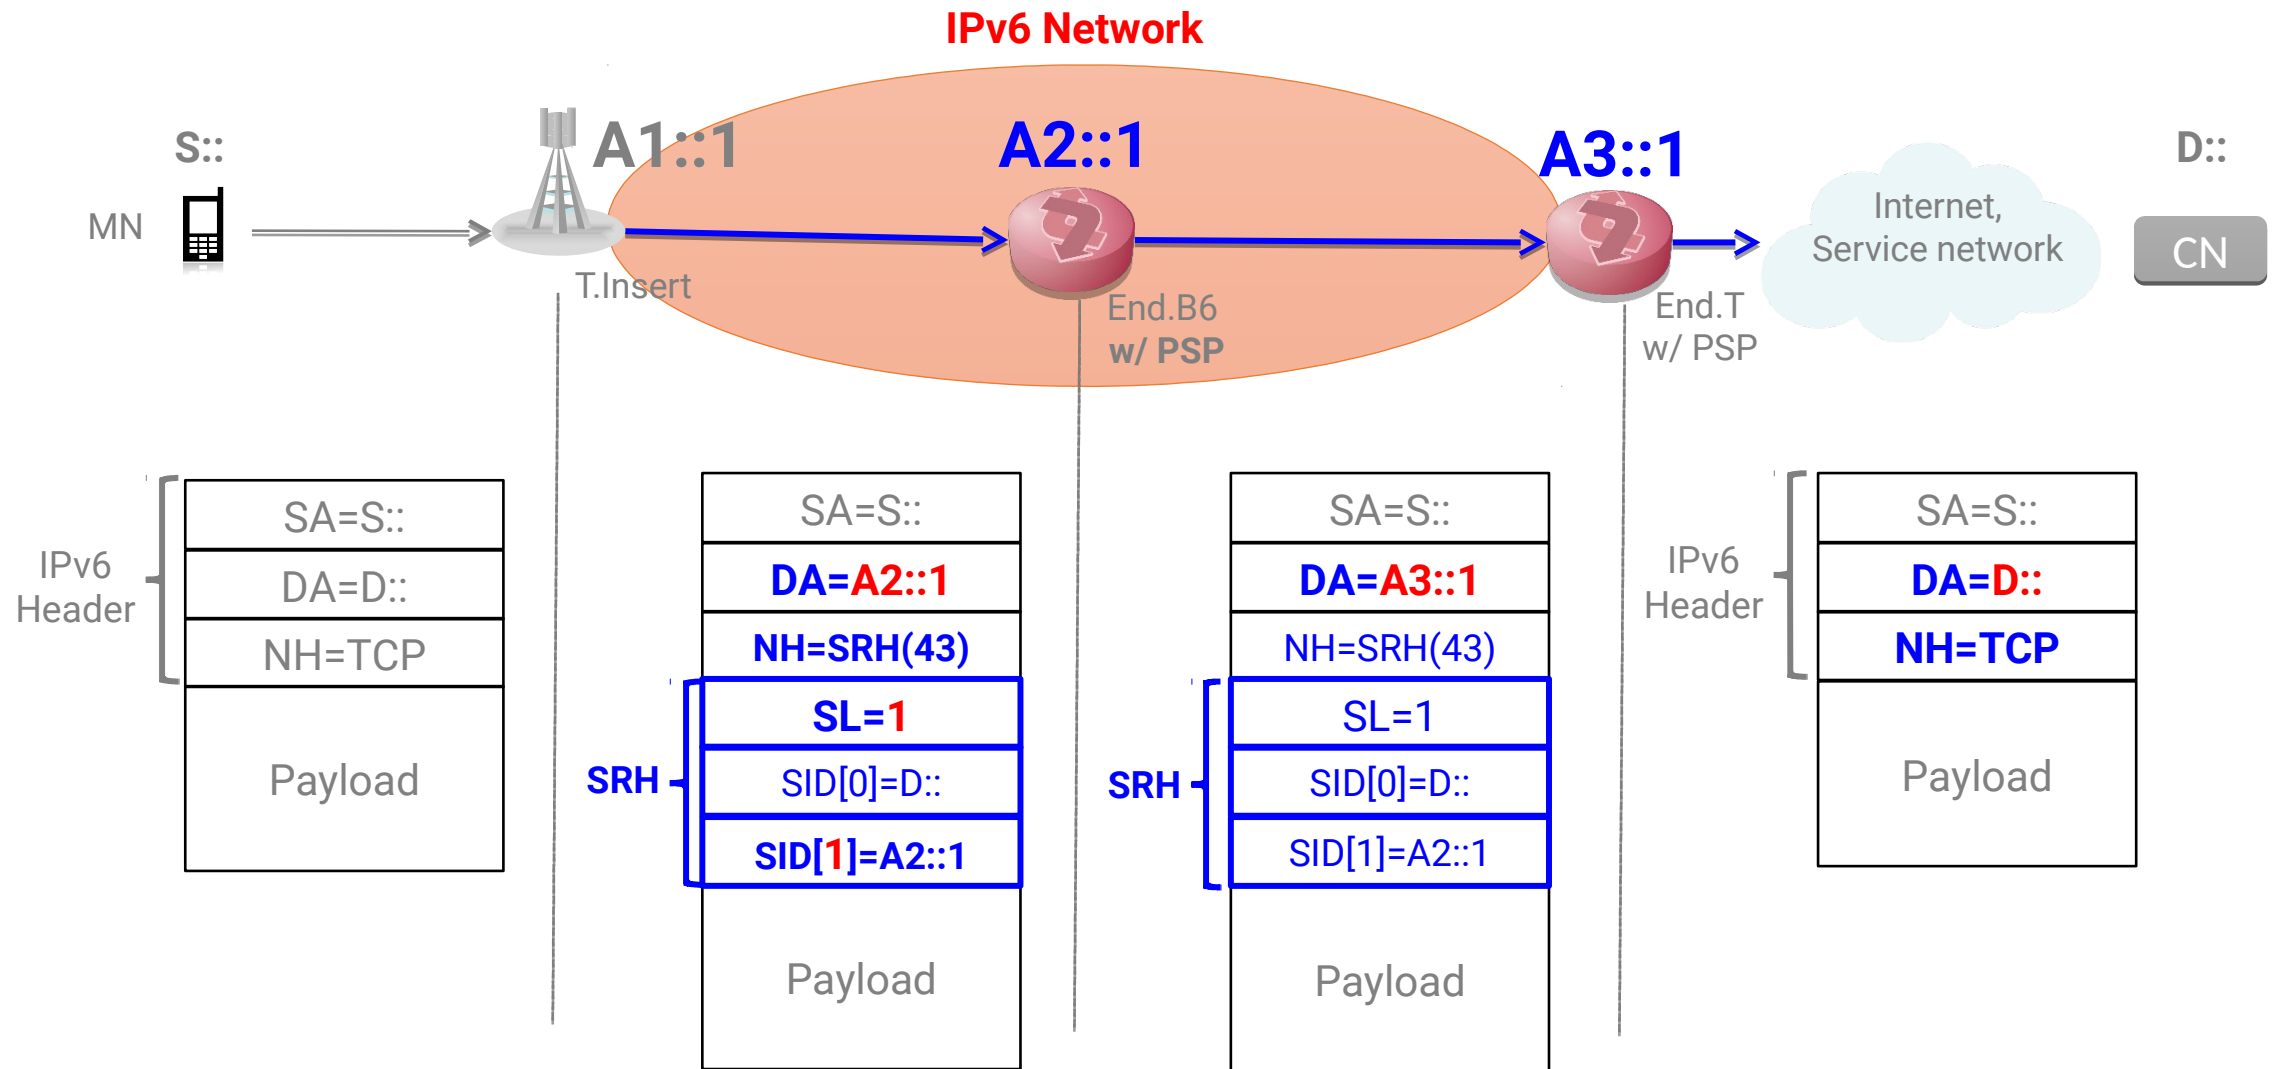 IPv6 Network
S::
A1::1
A2::1
A3::1
D::
MN
Internet,
Service network
CN
T.Insert
End.B6
w/ PSP
End.T
w/ PSP
IPv6
Header
SA=S::
DA=D::
NH=TCP
Payload
SRH
SA=S::
DA=A2::1
NH=SRH(43)
SL=1
SID[0]=D::
SID[1]=A2::1
Payload
SRH
SA=S::
DA=A3::1
NH=SRH(43)
SL=1
SID[0]=D::
SID[1]=A2::1
Payload
IPv6
Header
SA=S::
DA=D::
NH=TCP
Payload